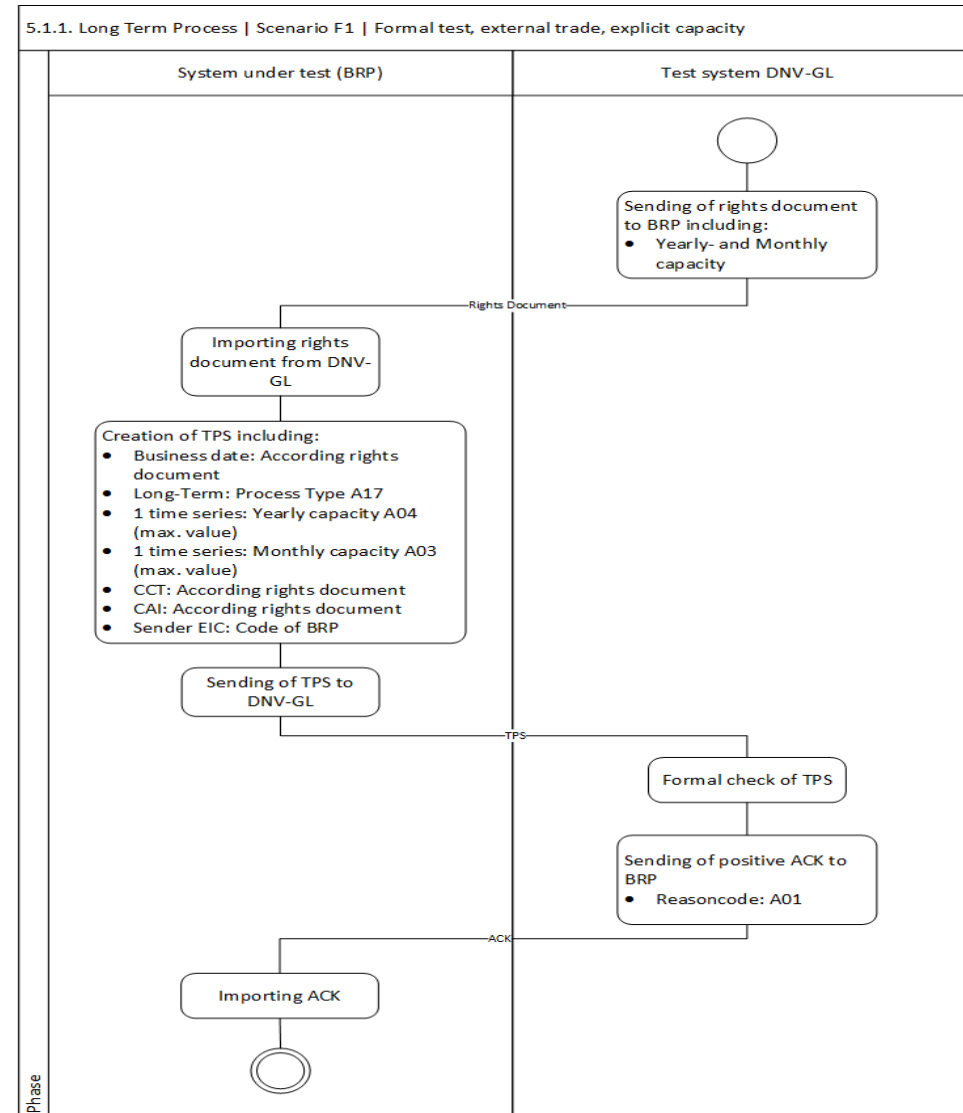 5.1.1. Long Term Process | Scenario F1 | Formal test, external trade, explicit capacity
System under test (BRP)
Test system DNV-GL
Sending of rights document
to BRP including:
• Yearly- and Monthly
capacity
Rights Document
Importing rights
document from DNV-
GL
Creation of TPS including:
• Business date: According rights
document
• Long-Term: Process Type A17
• 1 time series: Yearly capacity A04
(max. value)
• 1 time series: Monthly capacity A03
(max. value)
• CCT: According rights document
• CAI: According rights document
• Sender EIC: Code of BRP
Sending of TPS to
DNV-GL
TPS
Formal check of TPS
Sending of positive ACK to
BRP
• Reasoncode: A01
ACK
Importing ACK
Phase